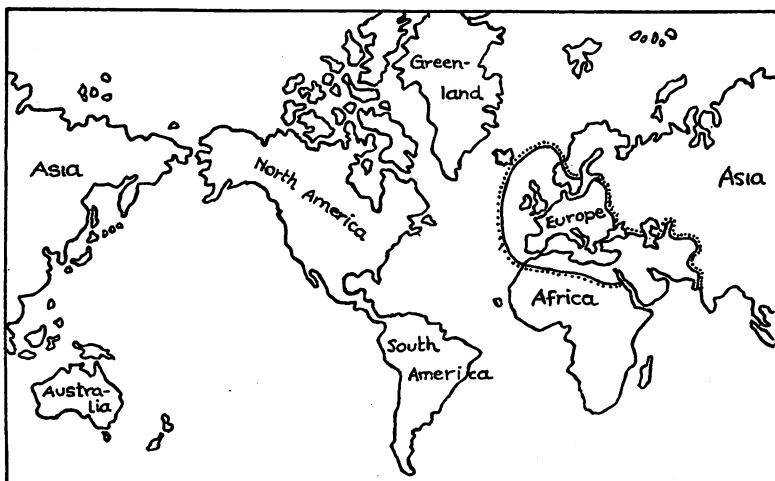 Green-
land
Asia
North America
Asia
Europe
Africa
South
America
Austra-
lia